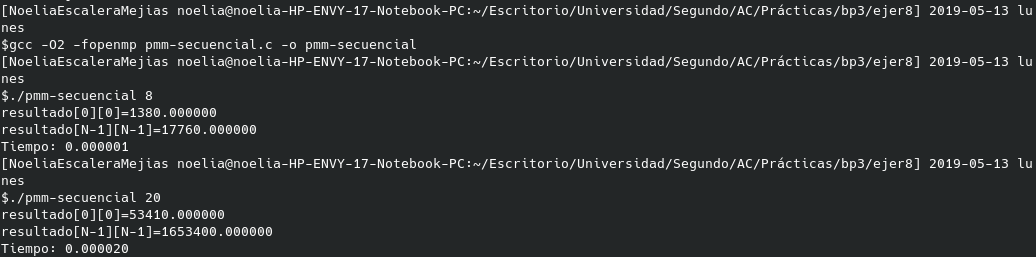 [NoeliaEscaleraMejias noelia@noelia-HP-ENVY-17-Notebook-PC:~/Escritorio/Universidad/Segundo/AC/Prácticas/bp3/ejer8] 2019-05-13 lu
nes
$gcc -O2 -fopenmp pmm-secuencial.c -o pmm-secuencial
[NoeliaEscaleraMejias noelia@noelia-HP-ENVY-17-Notebook-PC:~/Escritorio/Universidad/Segundo/AC/Prácticas/bp3/ejer8] 2019-05-13 lu
nes
$./pmm-secuencial 8
resultado[0][0]=1380.000000
resultado[N-1][N-1]=17760.000000
Tiempo: 0.000001
[NoeliaEscaleraMejias noelia@noelia-HP-ENVY-17-Notebook-PC:~/Escritorio/Universidad/Segundo/AC/Prácticas/bp3/ejer8] 2019-05-13 lu
nes
$./pmm-secuencial 20
resultado[0][0]=53410.000000
resultado[N-1][N-1]=1653400.000000
Tiempo: 0.000020